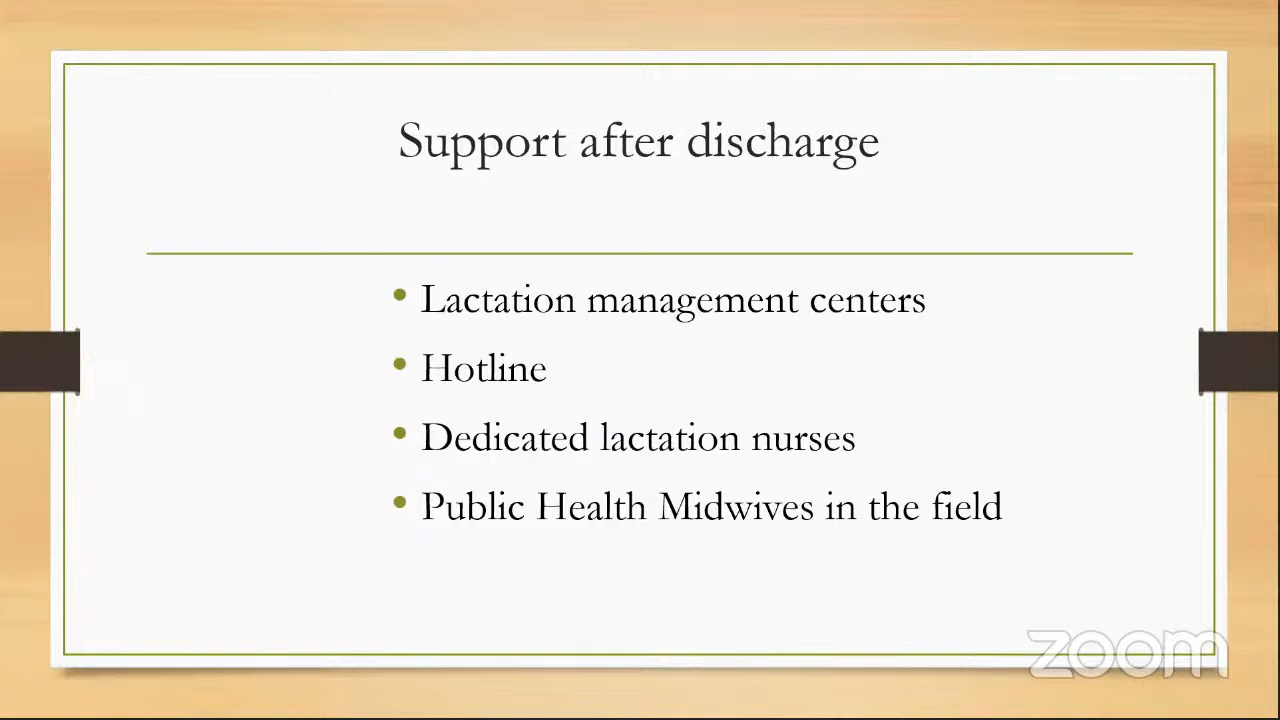 Support after discharge
Lactation management centers
Hotline
Dedicated lactation nurses
Public Health Midwives in the field
zoom